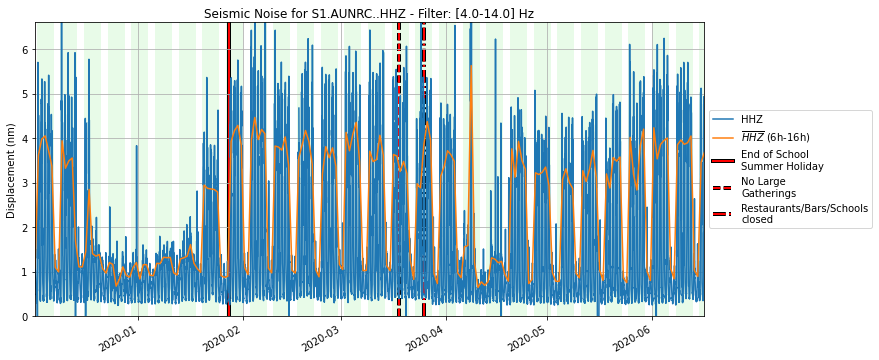 Seismic Noise for S1.AUNRC..HHZ - Filter: [4.0-14.0] Hz
Displacement (nm)
6
5
4
3
2
1
0
2020-01
2020-02
2020-03
2020-04
2020-05
2020-06
HHZ
HHZ (6h-16h)
End of School
Summer Holiday
No Large
Gatherings
Restaurants/Bars/Schools
closed